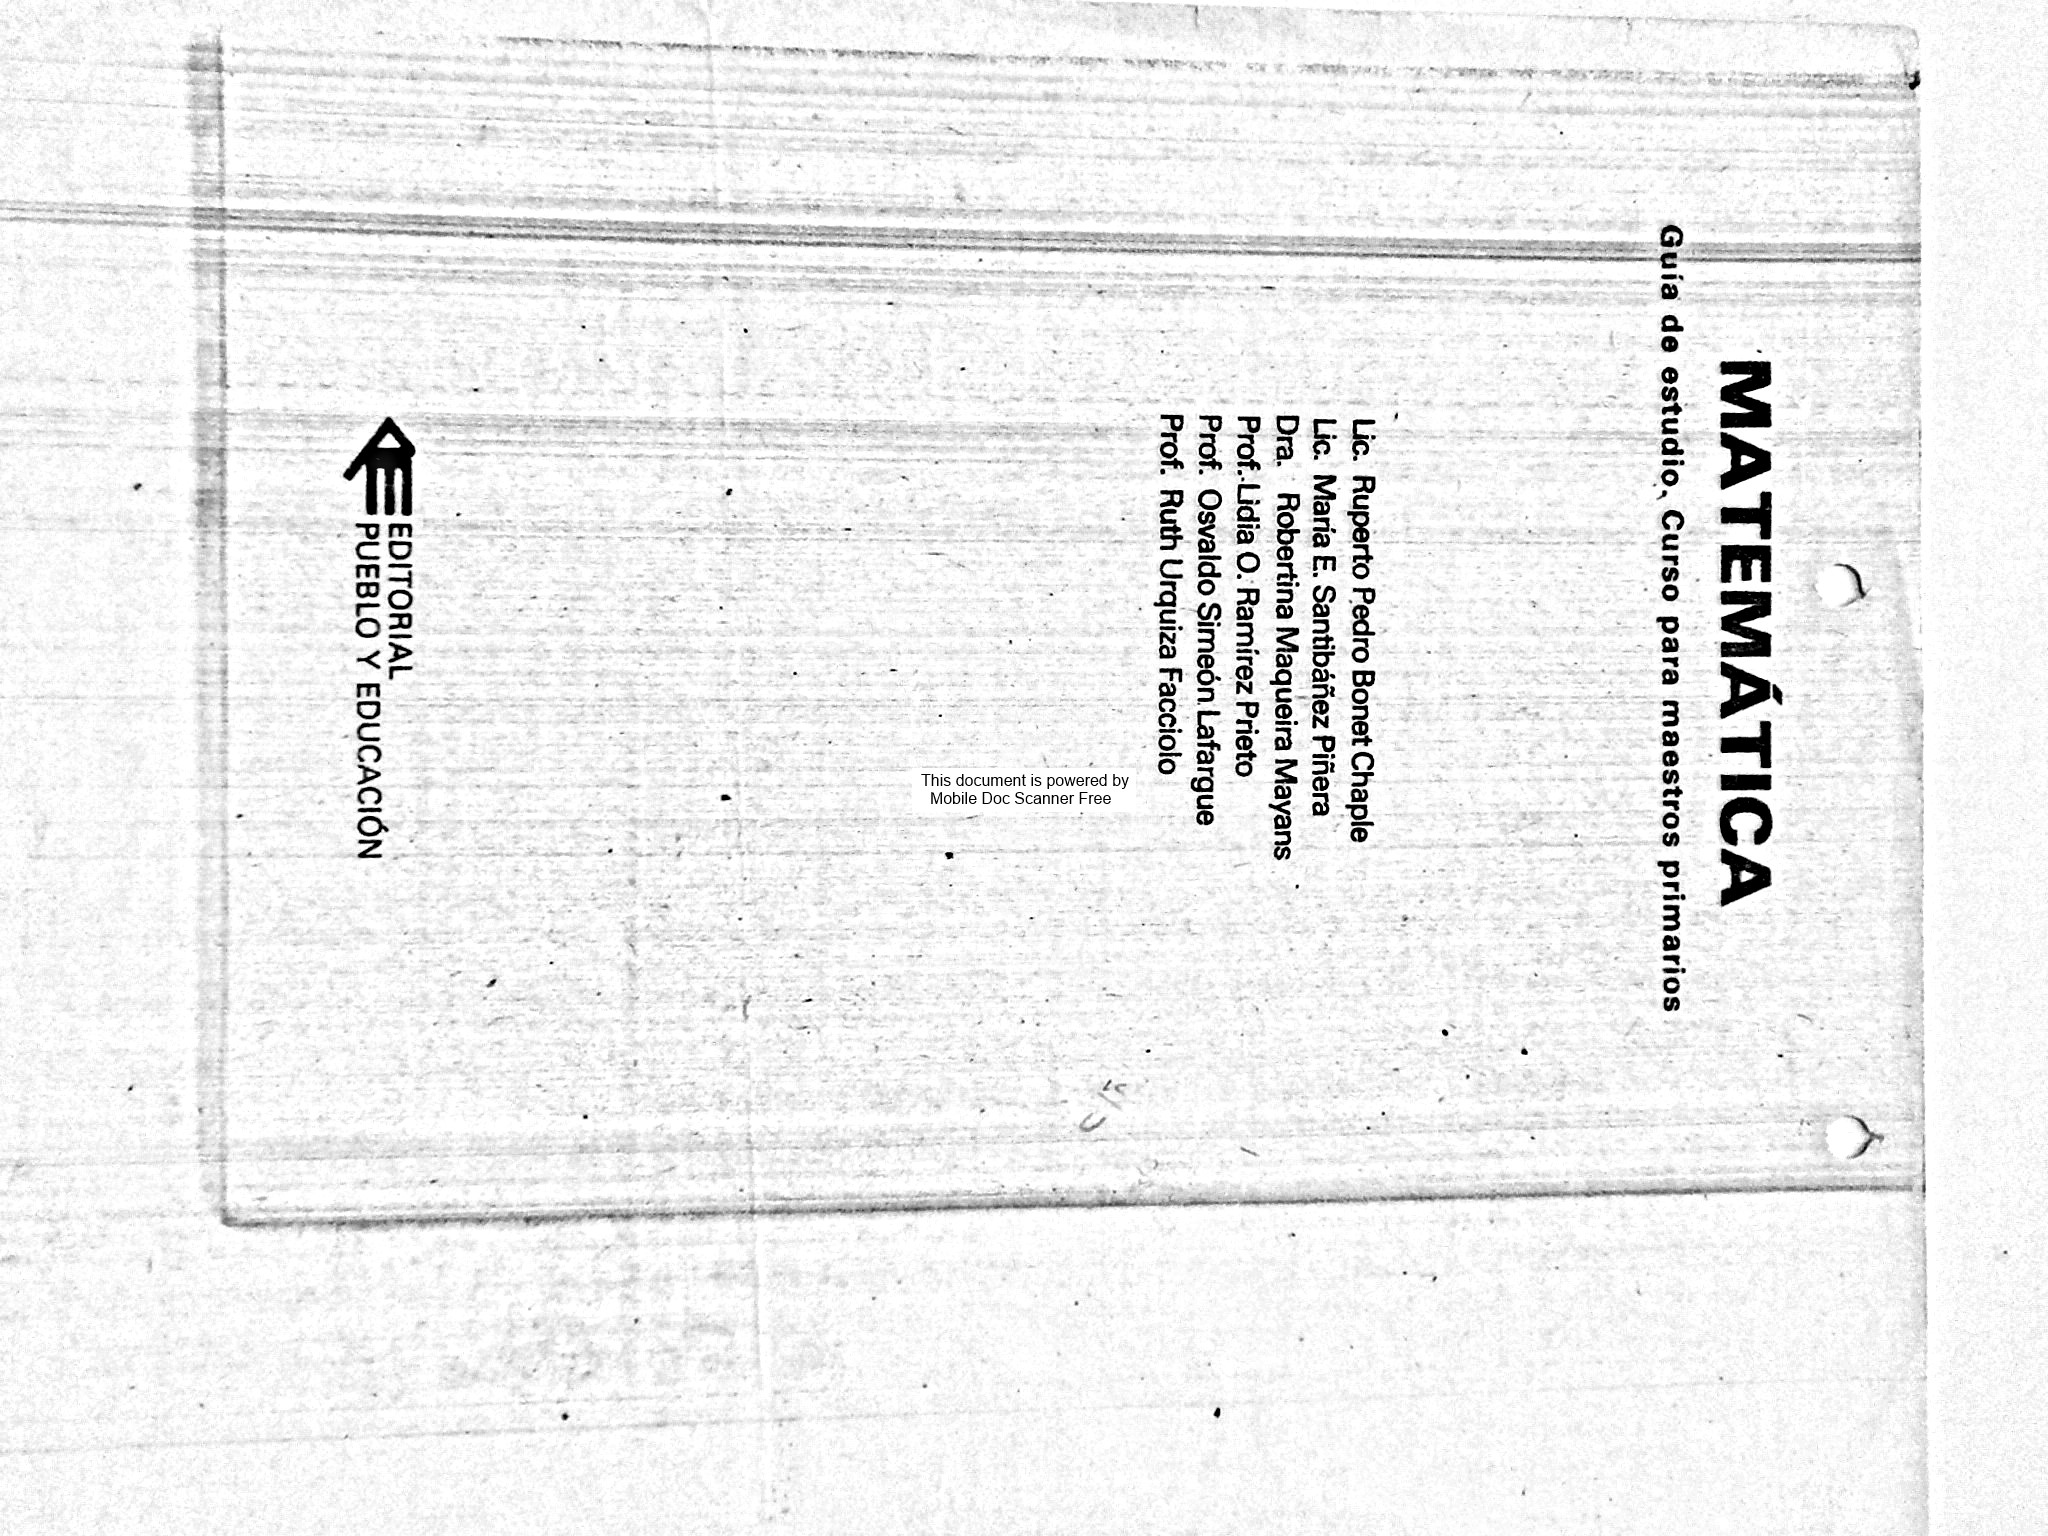 MATEMÁTICA
Guía de estudio. Curso para maestros primarios
Lic. Ruperto Pedro Bonet Chaple
Lic. María E. Santibáñez Piñera
Dra. Robertina Maqueira Mayans
Prof. Lidia O. Ramírez Prieto
Prof. Osvaldo Simeón Lafargue
Prof. Ruth Urquiza Facciolo
This document is powered by
Mobile Doc Scanner Free
EDITORIAL
PUEBLO Y EDUCACIÓN